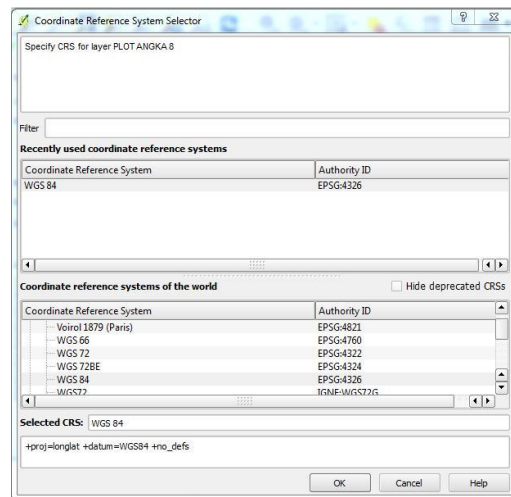 Coordinate Reference System Selector
Specify CRS for layer PLOT ANGKA 8
Filter
Recently used coordinate reference systems
Coordinate Reference System Authority ID
WGS 84 EPSG:4326
Coordinate reference systems of the world Hide deprecated CRSs
Coordinate Reference System Authority ID
Voirol 1879 (Paris) EPSG:4821
WGS 66 EPSG:4760
WGS 72 EPSG:4322
WGS 72BE EPSG:4324
WGS 84 EPSG:4326
WGS72 IGNF:WGS72G
Selected CRS: WGS 84
+proj=longlat +datum=WGS84 +no_defs
OK Cancel Help